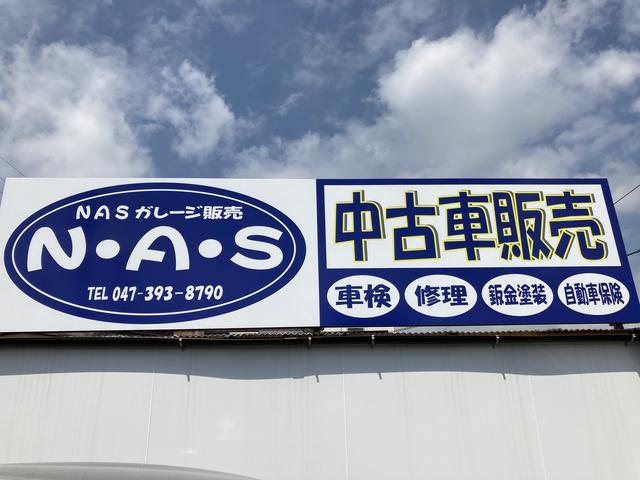 NASガレージ販売
N・A・S
TEL 047-393-8790
中古車販売
車検
修理
鈑金塗装
自動車保険